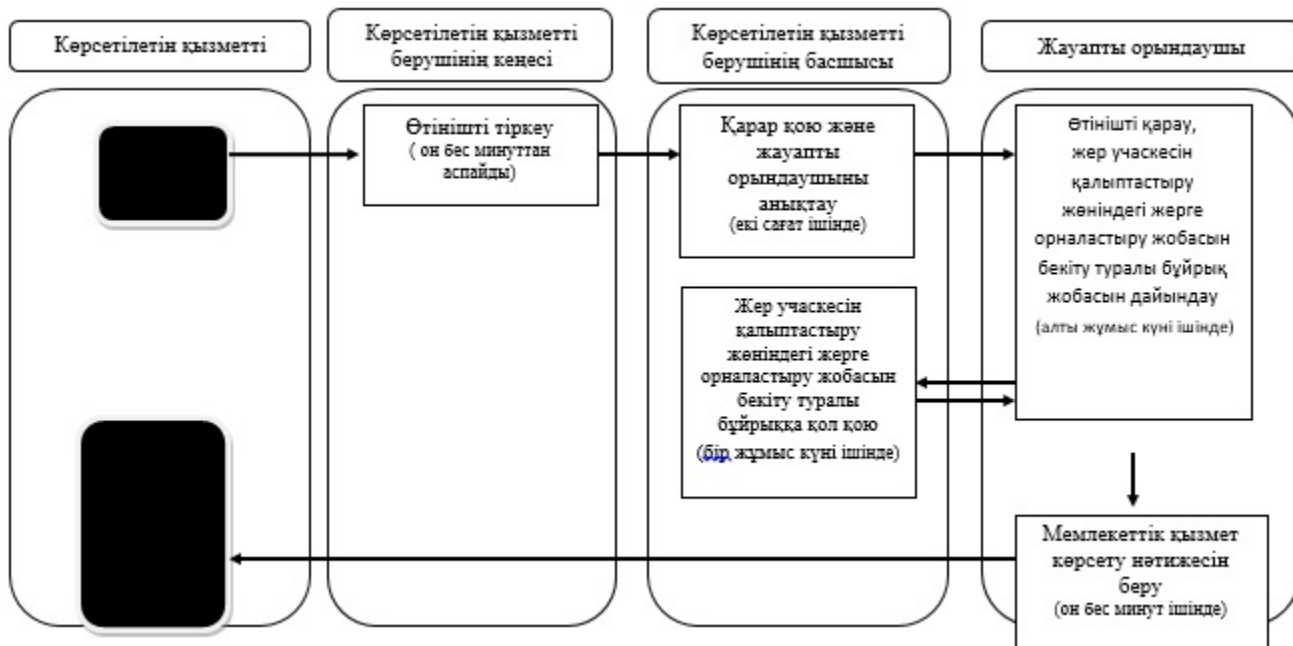 Көрсетілетін қызметті
Көрсетілетін қызметті
берушінің кеңесі
Көрсетілетін қызметті
берушінің басшысы
Жауапты орындаушы
Өтінішті тіркеу
( он бес минуттан
аспайды)
Қарар қою және
жауапты
орындаушыны
анықтау
(екі сағат ішінде)
Жер учаскесін
қалыптастыру
жөніндегі жерге
орналастыру жобасын
бекіту туралы
бұйрыққа қол қою
(бір жұмыс күні ішінде)
Өтінішті қарау,
жер учаскесін
қалыптастыру
жөніндегі жерге
орналастыру жобасын
бекіту туралы бұйрық
жобасын дайындау
(алты жұмыс күні ішінде)
Мемлекеттік қызмет
көрсету нәтижесін
беру
(он бес минут ішінде)